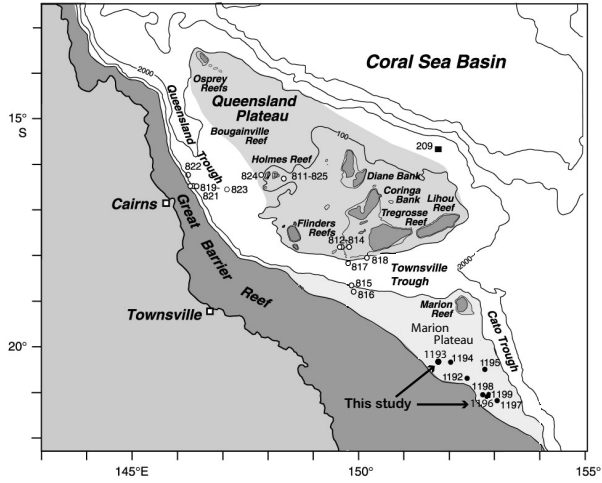 Coral Sea Basin
2000
Osprey
Reefs
Queensland
Plateau
Queensland
Trough
Bougainville
Reef
100
15°
S
209
Holmes Reef
822
824
811-825
Diane Bank
819-
821
823
Coringa
Bank
Lihou
Reef
Cairns
Tregrosse
Reef
Flinders
Reefs
812-814
Great
Barrier
Reef
817
818
Townsville
Trough
2000
815
816
Townsville
Marion
Reef
Cato Trough
Marion
Plateau
20°
1193
1194
1195
1192
1198
1199
This study
1196
1197
145°E
150°
155°